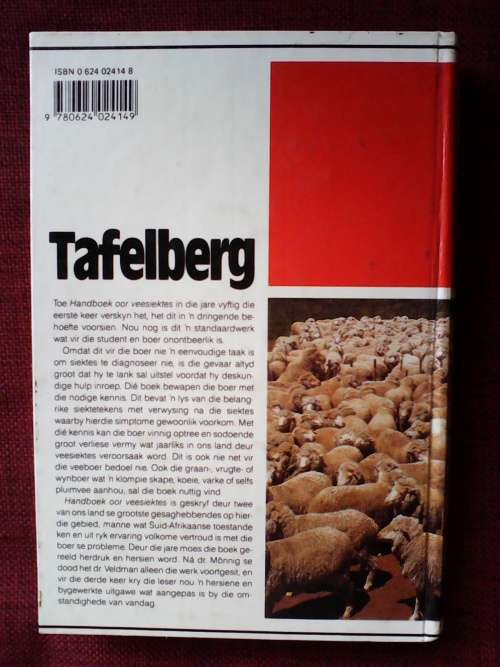 ISBN 0 624 02414 8
9 780624 024149
Tafelberg
Toe Handboek oor veesiektes in die jare vyftig die
eerste keer verskyn het, het dit in 'n dringende be-
hoefte voorsien. Nou nog is dit 'n standaardwerk
wat vir die student en boer onontbeerlik is.
Omdat dit vir die boer nie 'n eenvoudige taak is
om siektes te diagnoseer nie, is die gevaar altyd
groot dat hy te lank sal uitstel voordat hy deskun-
dige hulp inroep. Dié boek bewapen die boer met
die nodige kennis. Dit bevat 'n lys van die belang-
rike siektetekens met verwysing na die siektes
waarby hierdie simptome gewoonlik voorkom. Met
dié kennis kan die boer vinnig optree en sodoende
groot verliese vermy wat jaarliks in ons land deur
veesiektes veroorsaak word. Dit is ook nie net vir
die veeboer bedoel nie. Ook die graan-, vrugte- of
wynboer wat 'n klompie skape, koeie, varke of selfs
pluimvee aanhou, sal die boek nuttig vind.
Handboek oor veesiektes is geskryf deur twee
van ons land se grootste gesaghebbendes op hier-
die gebied, manne wat Suid-Afrikaanse toestande
ken en uit ryk ervaring volkome vertroud is met die
boer se probleme. Deur die jare moes die boek ge-
reeld herdruk en hersien word. Ná dr. Mönnig se
dood het dr. Veldman alleen die werk voortgesit, en
vir die derde keer kry die leser nou 'n hersiene en
bygewerkte uitgawe wat aangepas is by die om-
standighede van vandag.